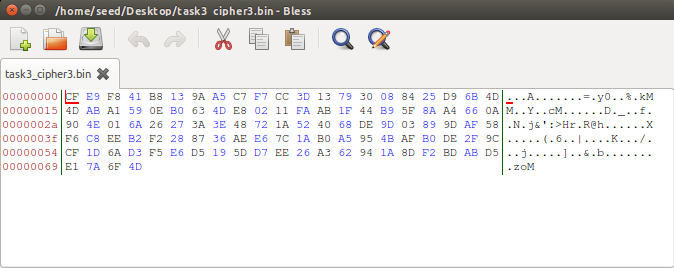 /home/seed/Desktop/task3_cipher3.bin - Bless
task3_cipher3.bin
00000000 CF E9 F8 41 B8 13 9A A5 C7 F7 CC 3D 13 79 30 08 84 25 D9 6B 4D ...A.......=.y0..%.kM
00000015 4D AB A1 59 0E B0 63 4D E8 02 11 FA AB 1F 44 B9 5F 8A A4 66 0A M..Y..cM......D._..f.
0000002a 90 4E 01 6A 26 27 3A 3E 48 72 1A 52 40 68 DE 9D 03 89 9D AF 58 .N.j&':>Hr.R@h......X
0000003f F6 C8 EE B2 F2 28 87 36 AE E6 7C 1A B0 A5 95 4B AF B0 DE 2F 9C .....(.6..|....K.../.
00000054 CF 1D 6A D3 F5 E6 D5 19 5D D7 EE 26 A3 62 94 1A 8D F2 BD AB D5 ..j.....]..&.b.......
00000069 E1 7A 6F 4D .zoM